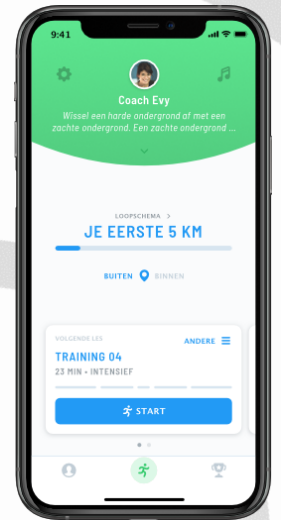 9:41
Coach Evy
Wissel een harde ondergrond af met een
zachte ondergrond. Een zachte ondergrond ...
LOOPSCHEMA >
JE EERSTE 5 KM
BUITEN BINNEN
VOLGENDE LES
ANDERE
TRAINING 04
23 MIN • INTENSIEF
START